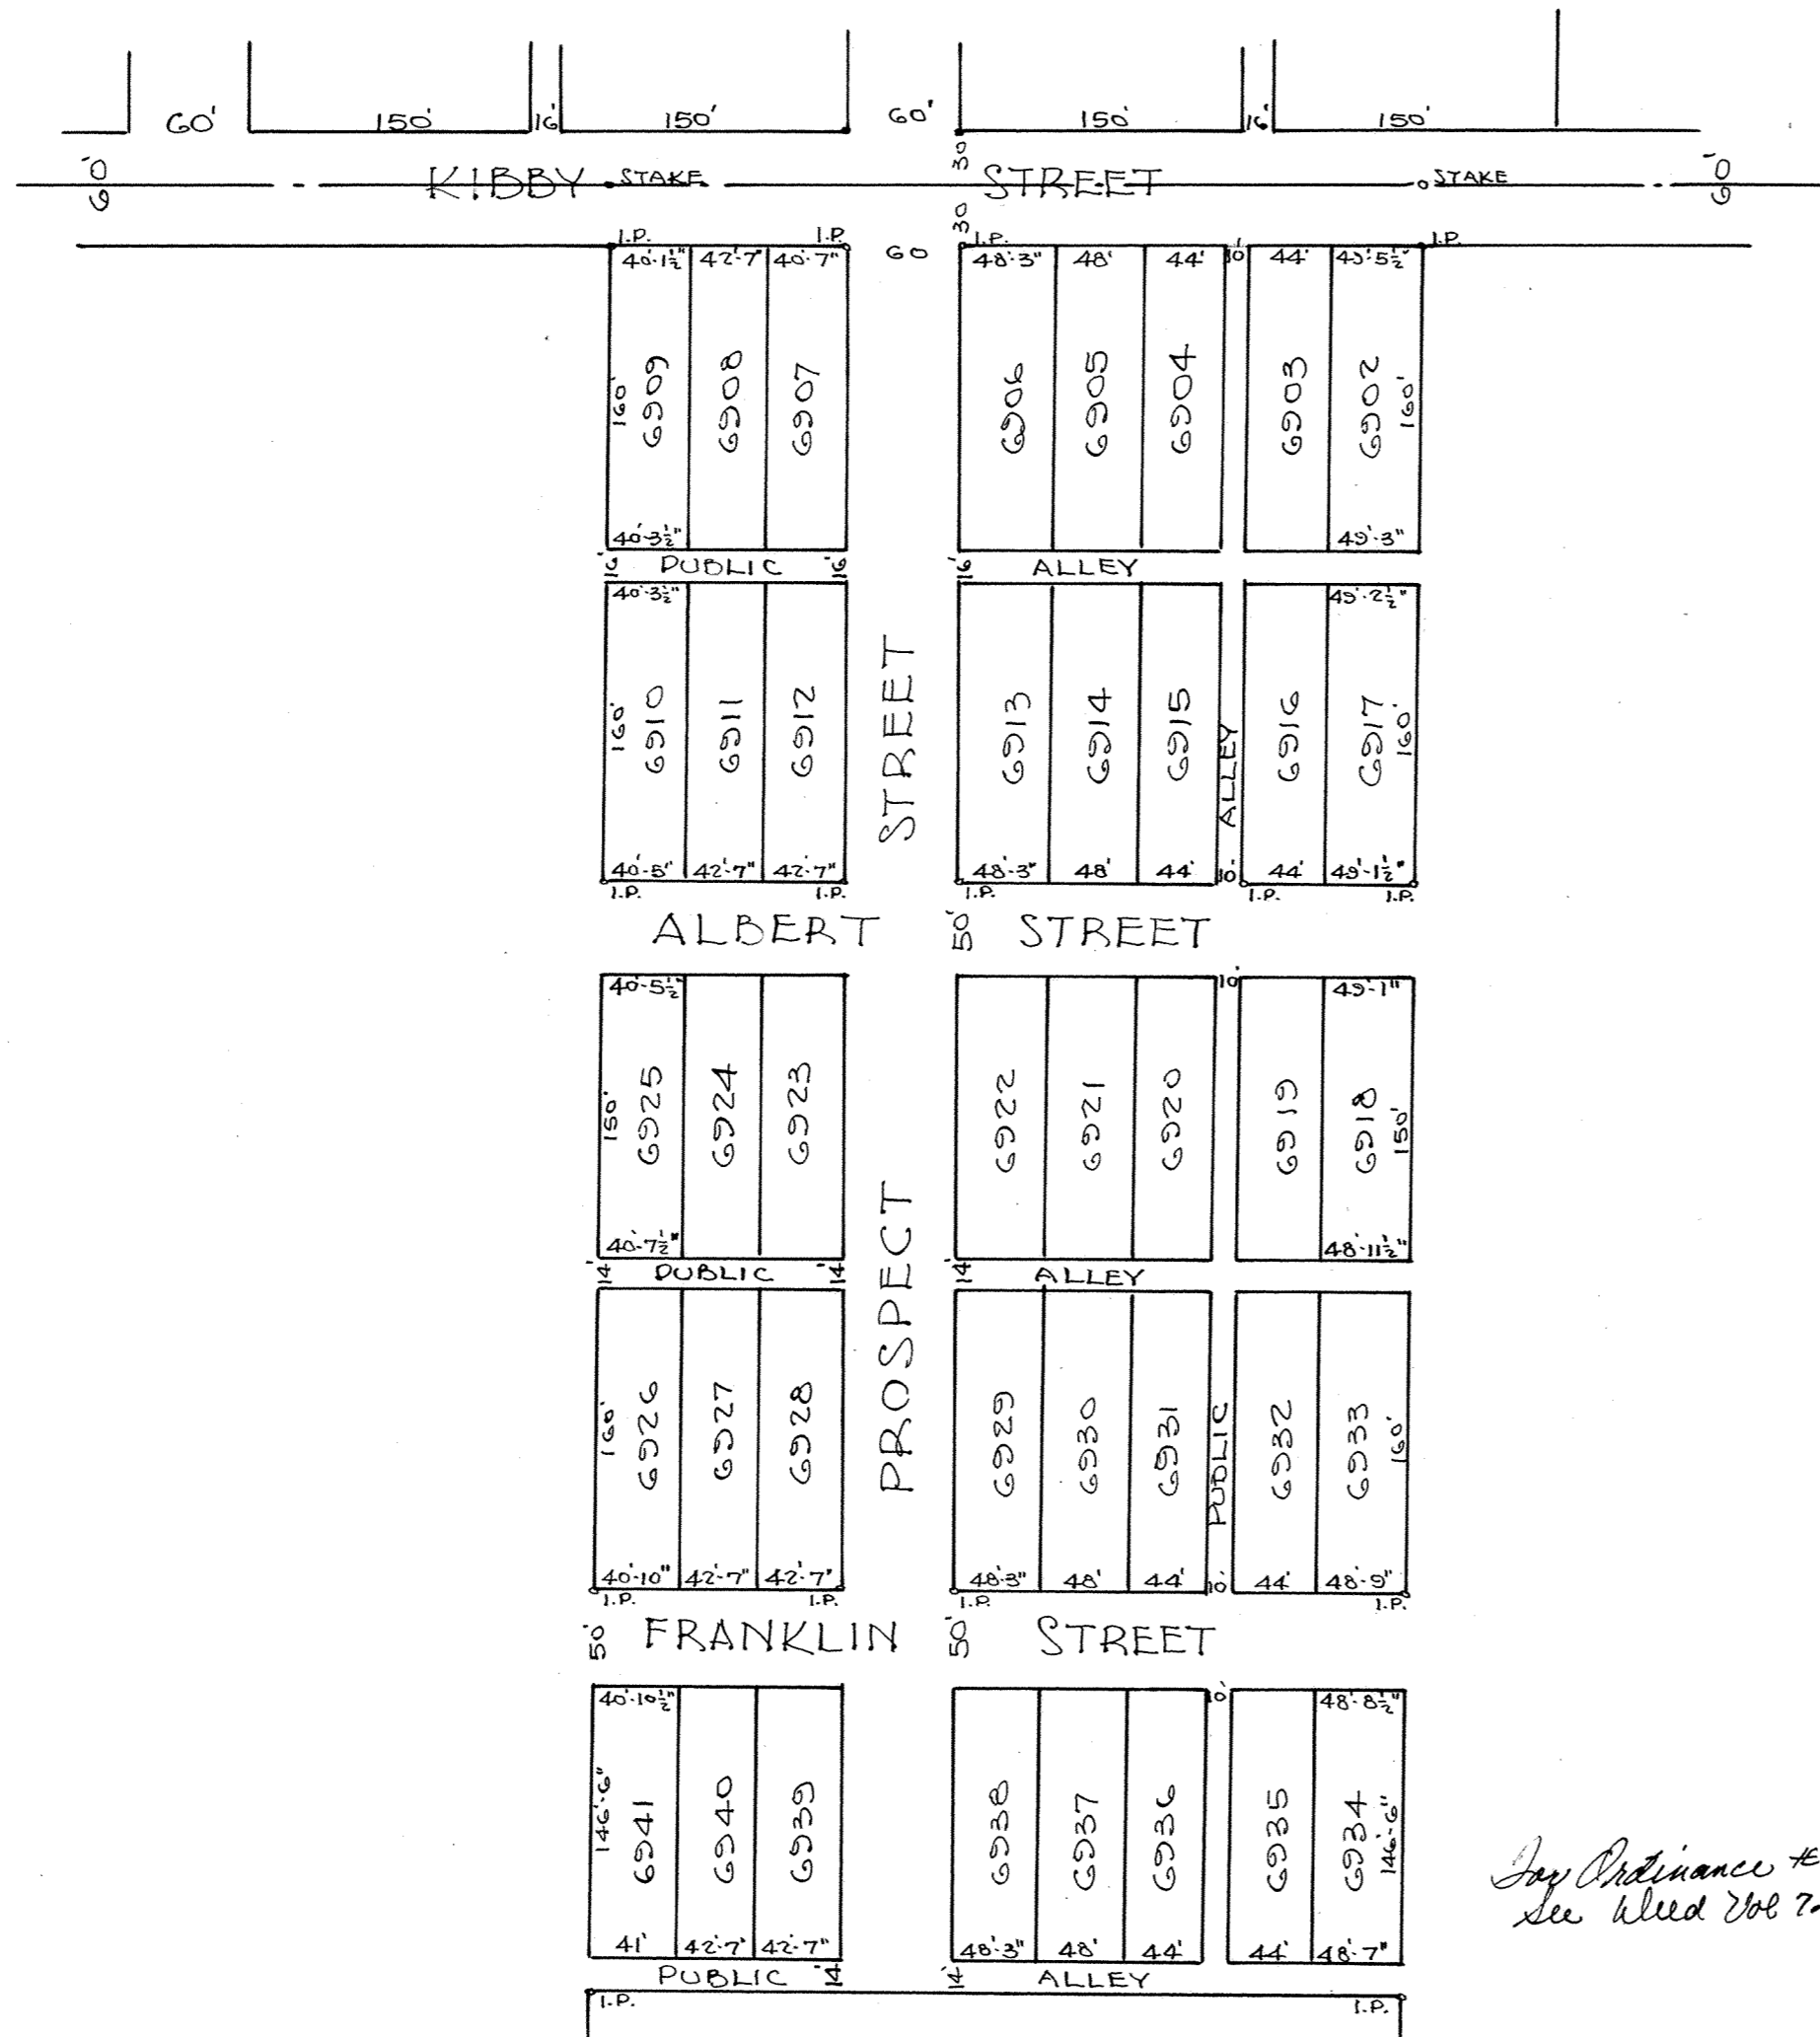 60' 150' 16' 150' 60' 150' 16' 150'
60' KIBBY STAKE 30 STREET STAKE 60'
I.P. I.P. 60 30 I.P. I.P.
40'-1½" 42'-7" 40'-7" 48'-3" 48' 44' 10' 44' 49'-5½"
160' 6909 6908 6907 6906 6905 6904 6903 6902 160'
40'-3½" 49'-3"
16' PUBLIC 16' 16' ALLEY
40'-3½" 49'-2½"
160' 6910 6911 6912 STREET 6913 6914 6915 ALLEY 6916 6917 160'
40'-5" 42'-7" 42'-7" 48'-3" 48' 44' 10' 44' 49'-1½"
I.P. I.P. I.P. I.P. I.P.
ALBERT 50' STREET
40'-5½" 10' 49'-1"
150' 6925 6924 6923 6922 6921 6920 6919 6918 150'
40'-7½" 48'-11½"
14' PUBLIC 14' PROSPECT 14' ALLEY
160' 6926 6927 6928 6929 6930 6931 PUBLIC 6932 6933 160'
40'-10" 42'-7" 42'-7" 48'-3" 48' 44' 10' 44' 48'-9"
I.P. I.P. I.P. I.P.
50' FRANKLIN 50' STREET
40'-10½" 10' 48'-8½"
146'-6" 6941 6940 6939 6938 6937 6936 6935 6934 146'-6"
41' 42'-7" 42'-7" 48'-3" 48' 44' 44' 48'-7"
PUBLIC 14' 14' ALLEY
I.P. I.P.
For Ordinance #
See Deed Vol 7